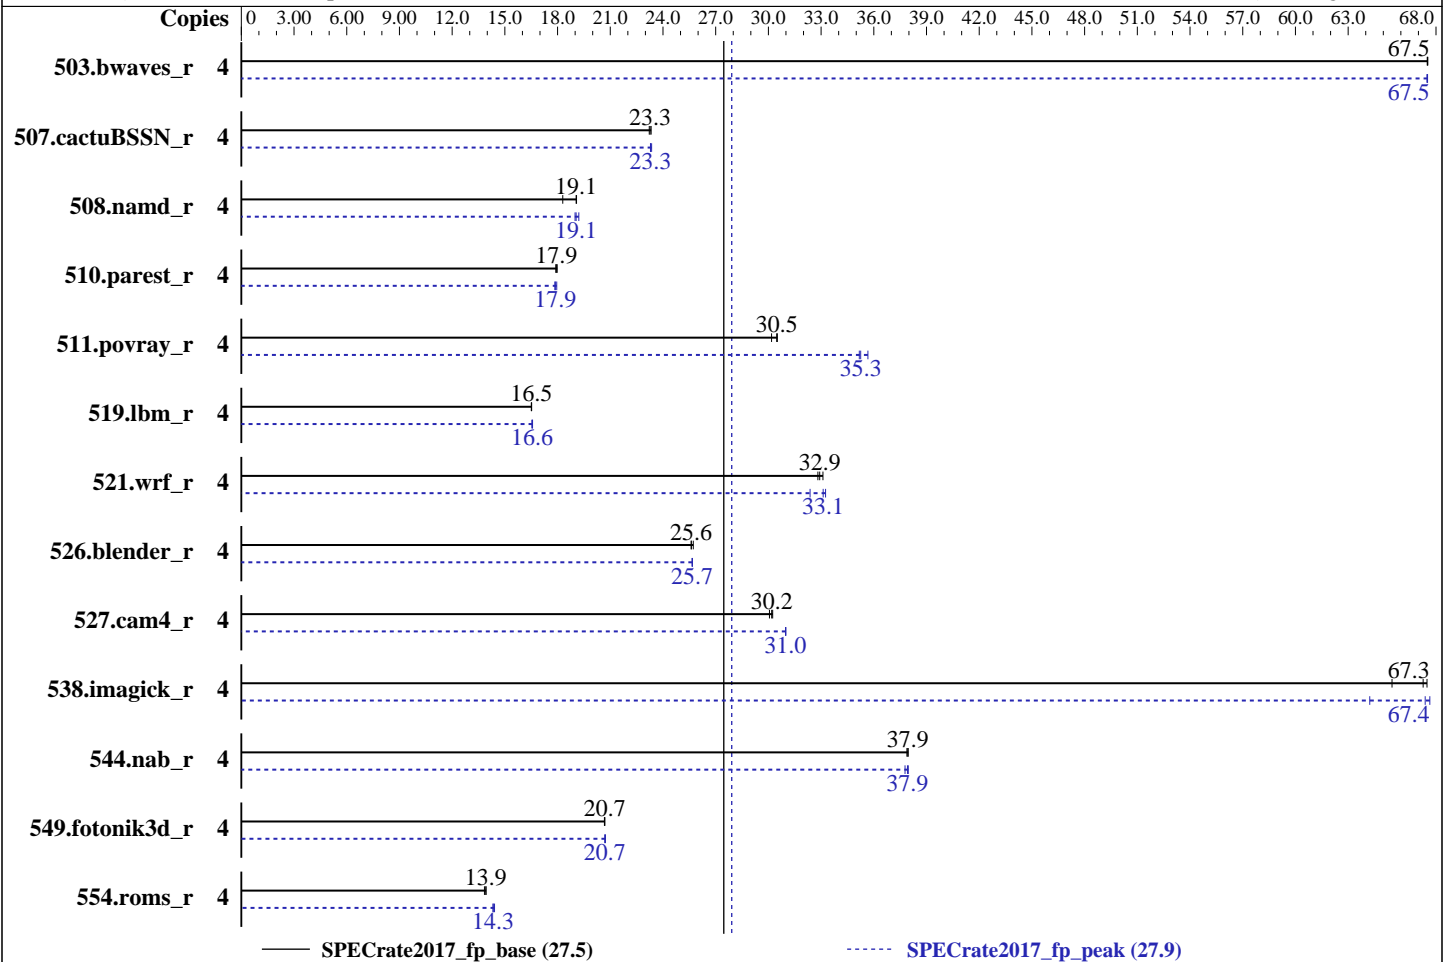 Copies 0 3.00 6.00 9.00 12.0 15.0 18.0 21.0 24.0 27.0 30.0 33.0 36.0 39.0 42.0 45.0 48.0 51.0 54.0 57.0 60.0 63.0 68.0
67.5
503.bwaves_r 4
67.5
23.3
507.cactuBSSN_r 4
23.3
19.1
508.namd_r 4
19.1
17.9
510.parest_r 4
17.9
30.5
511.povray_r 4
35.3
16.5
519.lbm_r 4
16.6
32.9
521.wrf_r 4
33.1
25.6
526.blender_r 4
25.7
30.2
527.cam4_r 4
31.0
67.3
538.imagick_r 4
67.4
37.9
544.nab_r 4
37.9
20.7
549.fotonik3d_r 4
20.7
13.9
554.roms_r 4
14.3
SPECrate2017_fp_base (27.5) SPECrate2017_fp_peak (27.9)